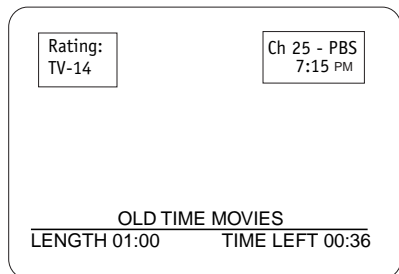 Rating:
TV-14
Ch 25 - PBS
7:15 PM
OLD TIME MOVIES
LENGTH 01:00 TIME LEFT 00:36